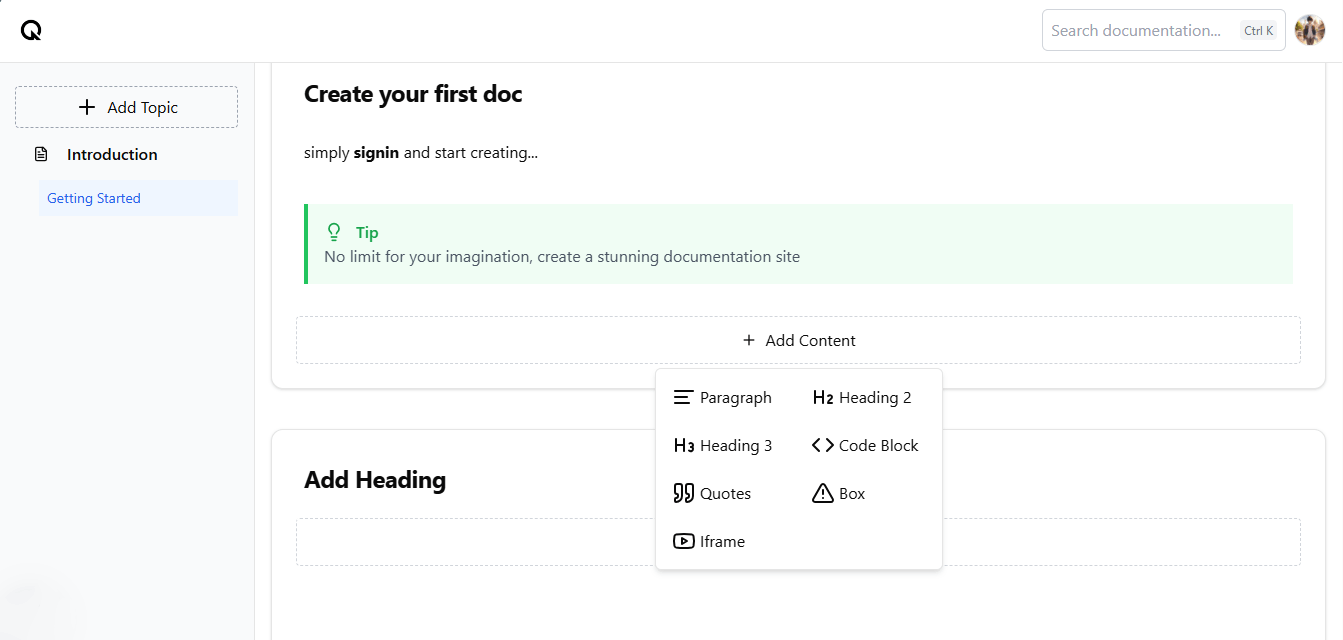 Q
Search documentation...
Ctrl K
Add Topic
Introduction
Getting Started
Create your first doc
simply signin and start creating...
Tip
No limit for your imagination, create a stunning documentation site
+ Add Content
Paragraph
H2 Heading 2
H3 Heading 3
<> Code Block
Quotes
Box
Iframe
Add Heading